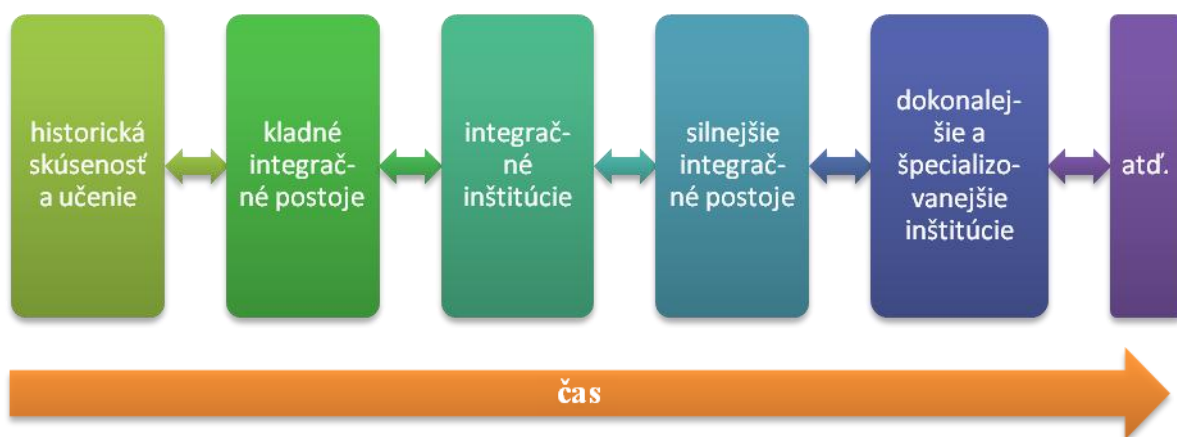 historická
skúsenosť
a učenie
kladné
integrač-
né postoje
integrač-
né
inštitúcie
silnejšie
integrač-
né postoje
dokonalej-
šie a
špecializo-
vanejšie
inštitúcie
atď.
čas